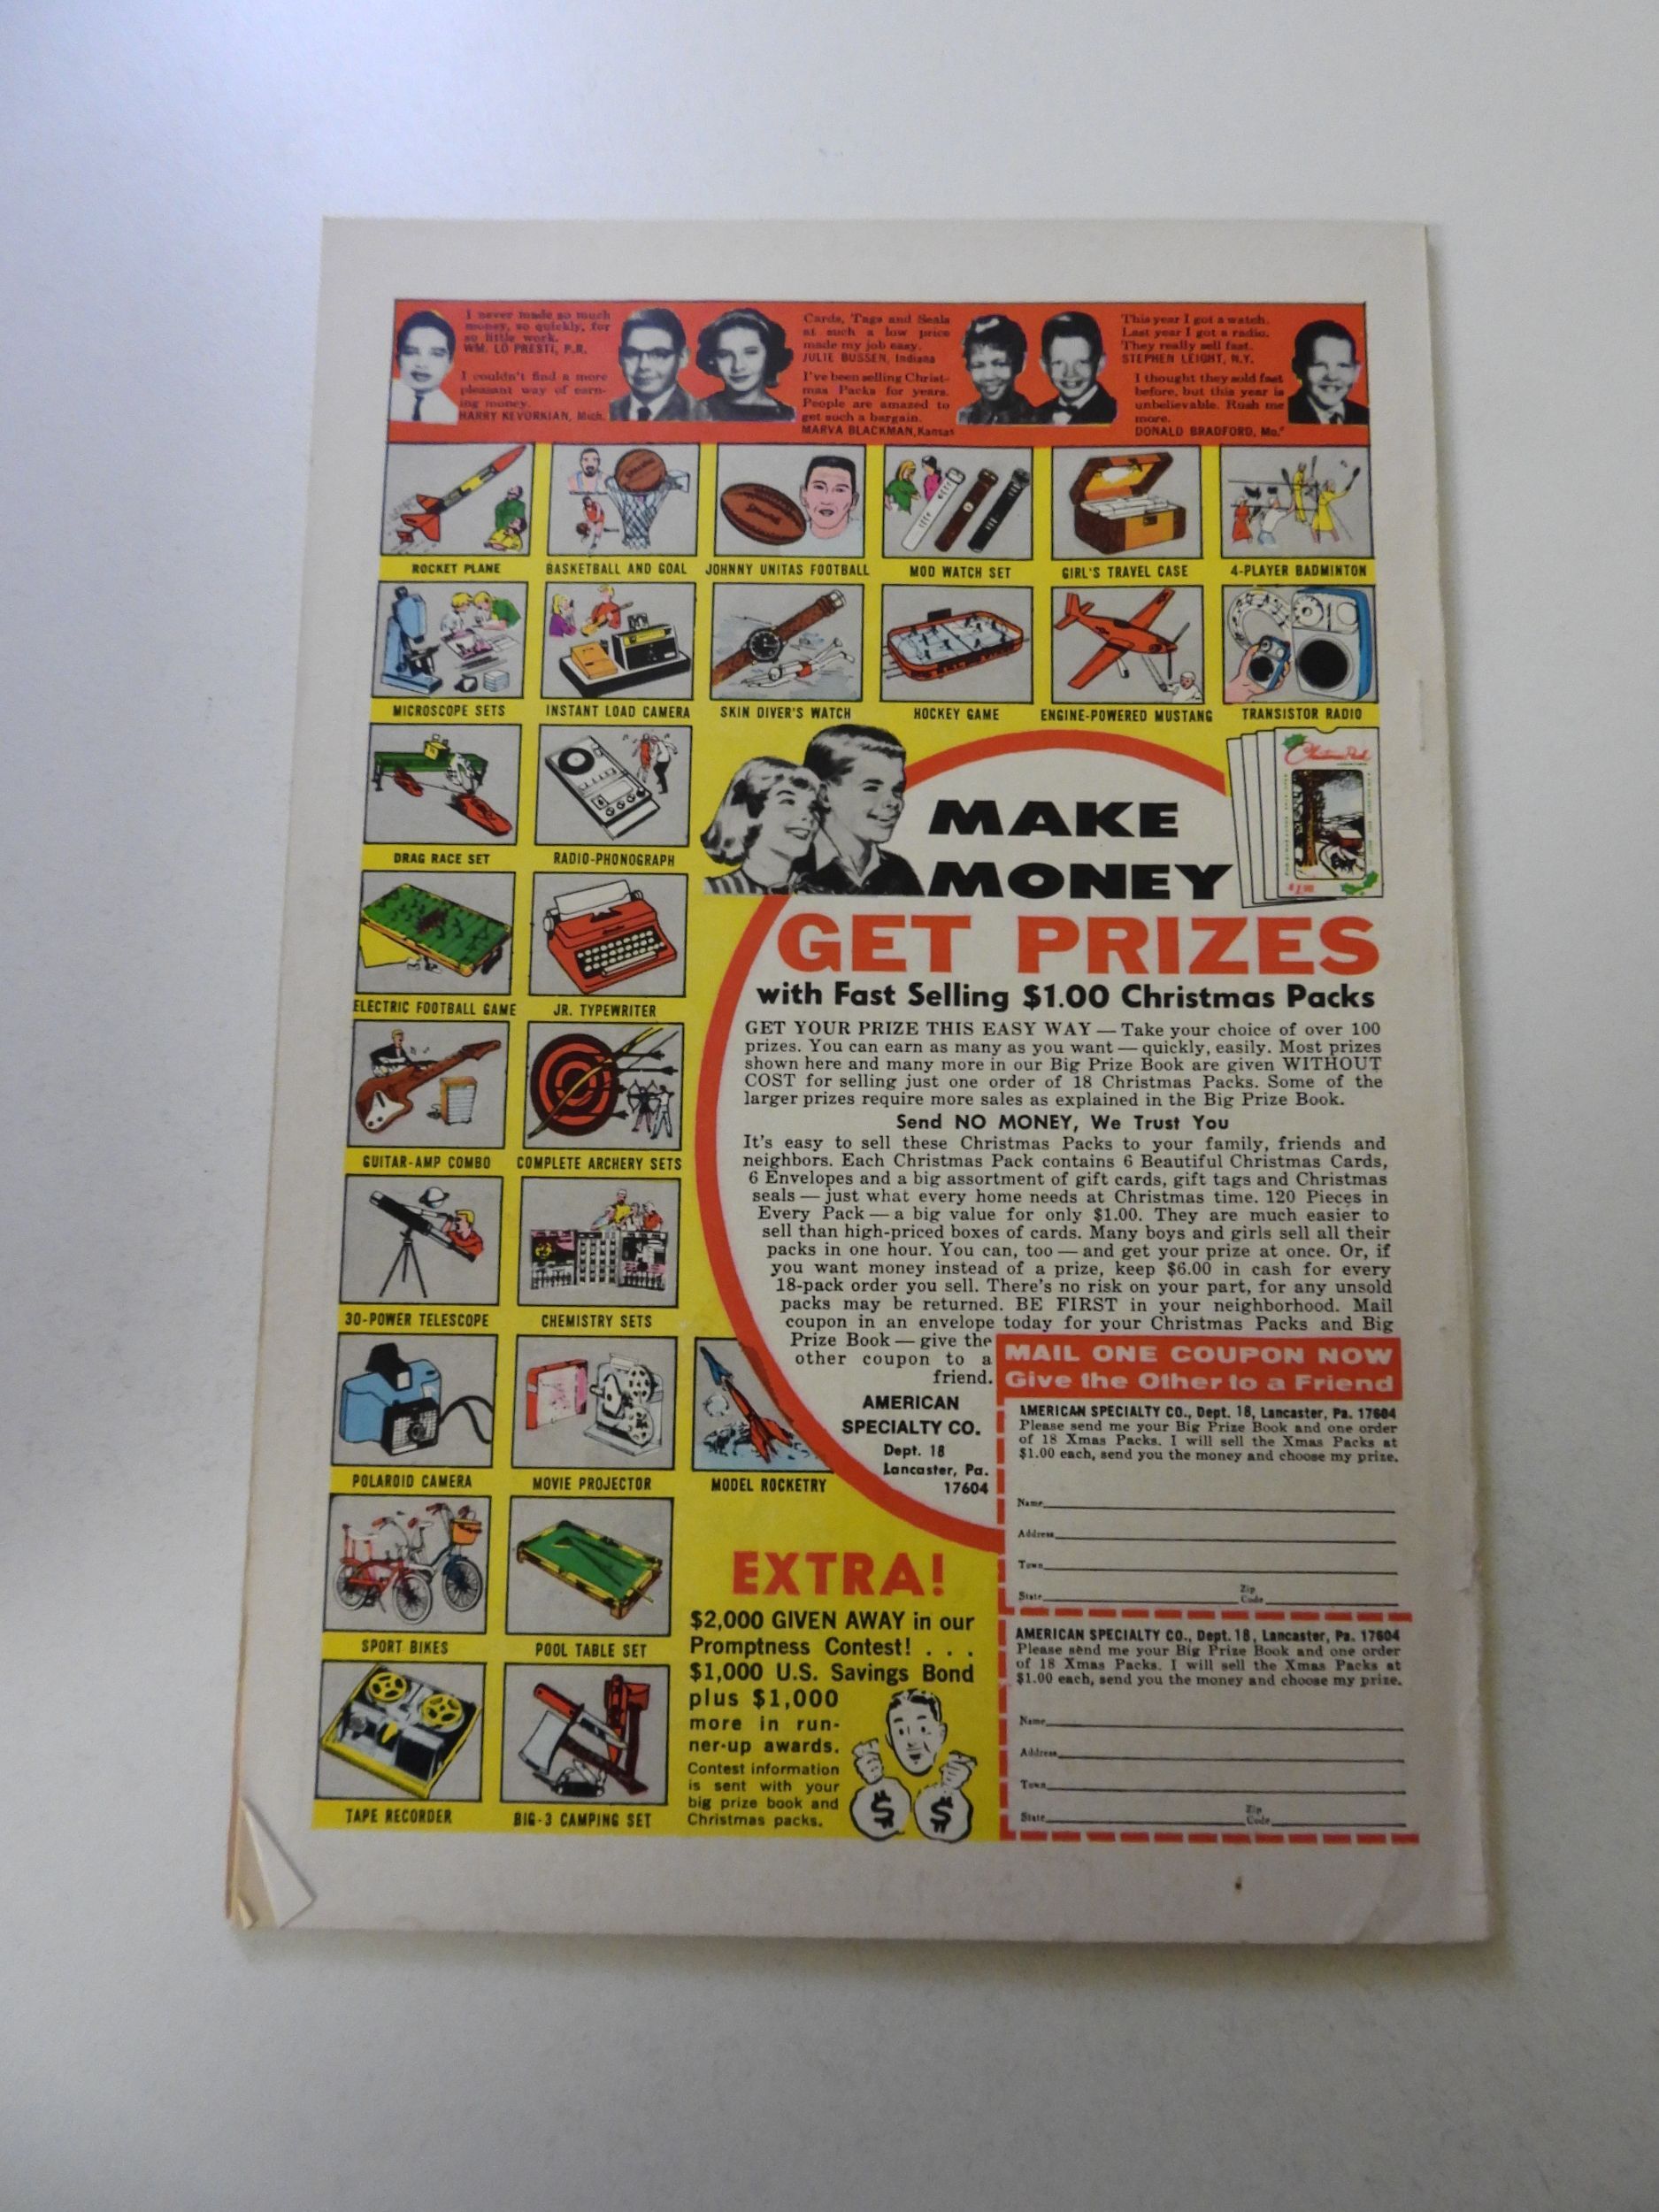 I never made so much
money, so quickly, for
so little work.
WM. LO PRESTI, P.R.
I couldn't find a more
pleasant way of earn-
ing money.
HARRY KEVORKIAN, Mich.
Cards, Tags and Seals
at such a low price
made my job easy.
JULIE BUSSEN, Indiana
I've been selling Christ-
mas Packs for years.
People are amazed to
get such a bargain.
MARVA BLACKMAN, Kansas
This year I got a watch.
Last year I got a radio.
They really sell fast.
STEPHEN LEIGHT, N.Y.
I thought they sold fast
before, but this year is
unbelievable. Rush me
more.
DONALD BRADFORD, Mo."
ROCKET PLANE
BASKETBALL AND GOAL
JOHNNY UNITAS FOOTBALL
MOD WATCH SET
GIRL'S TRAVEL CASE
4-PLAYER BADMINTON
MICROSCOPE SETS
INSTANT LOAD CAMERA
SKIN DIVER'S WATCH
HOCKEY GAME
ENGINE-POWERED MUSTANG
TRANSISTOR RADIO
DRAG RACE SET
RADIO-PHONOGRAPH
ELECTRIC FOOTBALL GAME
JR. TYPEWRITER
GUITAR-AMP COMBO
COMPLETE ARCHERY SETS
30-POWER TELESCOPE
CHEMISTRY SETS
POLAROID CAMERA
MOVIE PROJECTOR
MODEL ROCKETRY
SPORT BIKES
POOL TABLE SET
TAPE RECORDER
BIG-3 CAMPING SET
Christmas Pack
$1.00
MAKE
MONEY
GET PRIZES
with Fast Selling $1.00 Christmas Packs
GET YOUR PRIZE THIS EASY WAY — Take your choice of over 100
prizes. You can earn as many as you want — quickly, easily. Most prizes
shown here and many more in our Big Prize Book are given WITHOUT
COST for selling just one order of 18 Christmas Packs. Some of the
larger prizes require more sales as explained in the Big Prize Book.
Send NO MONEY, We Trust You
It's easy to sell these Christmas Packs to your family, friends and
neighbors. Each Christmas Pack contains 6 Beautiful Christmas Cards,
6 Envelopes and a big assortment of gift cards, gift tags and Christmas
seals — just what every home needs at Christmas time. 120 Pieces in
Every Pack — a big value for only $1.00. They are much easier to
sell than high-priced boxes of cards. Many boys and girls sell all their
packs in one hour. You can, too — and get your prize at once. Or, if
you want money instead of a prize, keep $6.00 in cash for every
18-pack order you sell. There's no risk on your part, for any unsold
packs may be returned. BE FIRST in your neighborhood. Mail
coupon in an envelope today for your Christmas Packs and Big
Prize Book — give the
other coupon to a
friend.
AMERICAN
SPECIALTY CO.
Dept. 18
Lancaster, Pa.
17604
EXTRA!
$2,000 GIVEN AWAY in our
Promptness Contest! . . .
$1,000 U.S. Savings Bond
plus $1,000
more in run-
ner-up awards.
Contest information
is sent with your
big prize book and
Christmas packs.
$ $
MAIL ONE COUPON NOW
Give the Other to a Friend
AMERICAN SPECIALTY CO., Dept. 18, Lancaster, Pa. 17604
Please send me your Big Prize Book and one order
of 18 Xmas Packs. I will sell the Xmas Packs at
$1.00 each, send you the money and choose my prize.
Name
Address
Town
State Zip Code
AMERICAN SPECIALTY CO., Dept. 18, Lancaster, Pa. 17604
Please send me your Big Prize Book and one order
of 18 Xmas Packs. I will sell the Xmas Packs at
$1.00 each, send you the money and choose my prize.
Name
Address
Town
State Zip Code